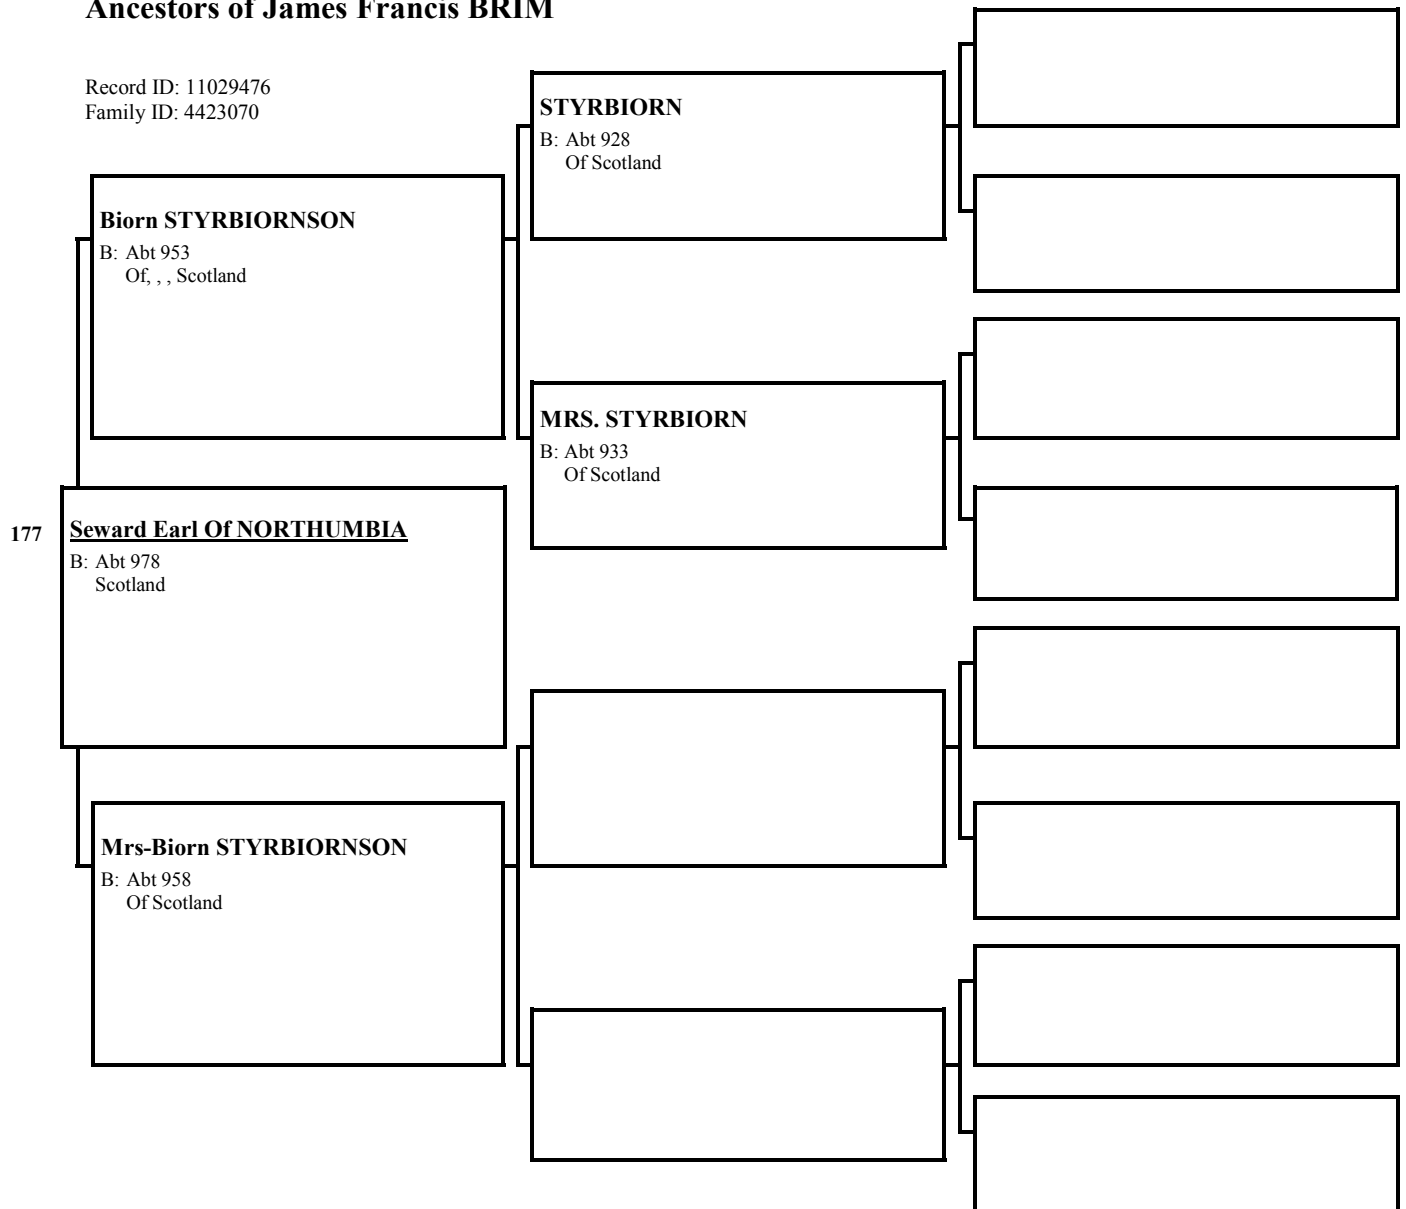 Ancestors of James Francis BRIM
Record ID: 11029476
Family ID: 4423070
STYRBIORN
B: Abt 928
Of Scotland
Biorn STYRBIORNSON
B: Abt 953
Of, , , Scotland
MRS. STYRBIORN
B: Abt 933
Of Scotland
177
Seward Earl Of NORTHUMBIA
B: Abt 978
Scotland
Mrs-Biorn STYRBIORNSON
B: Abt 958
Of Scotland